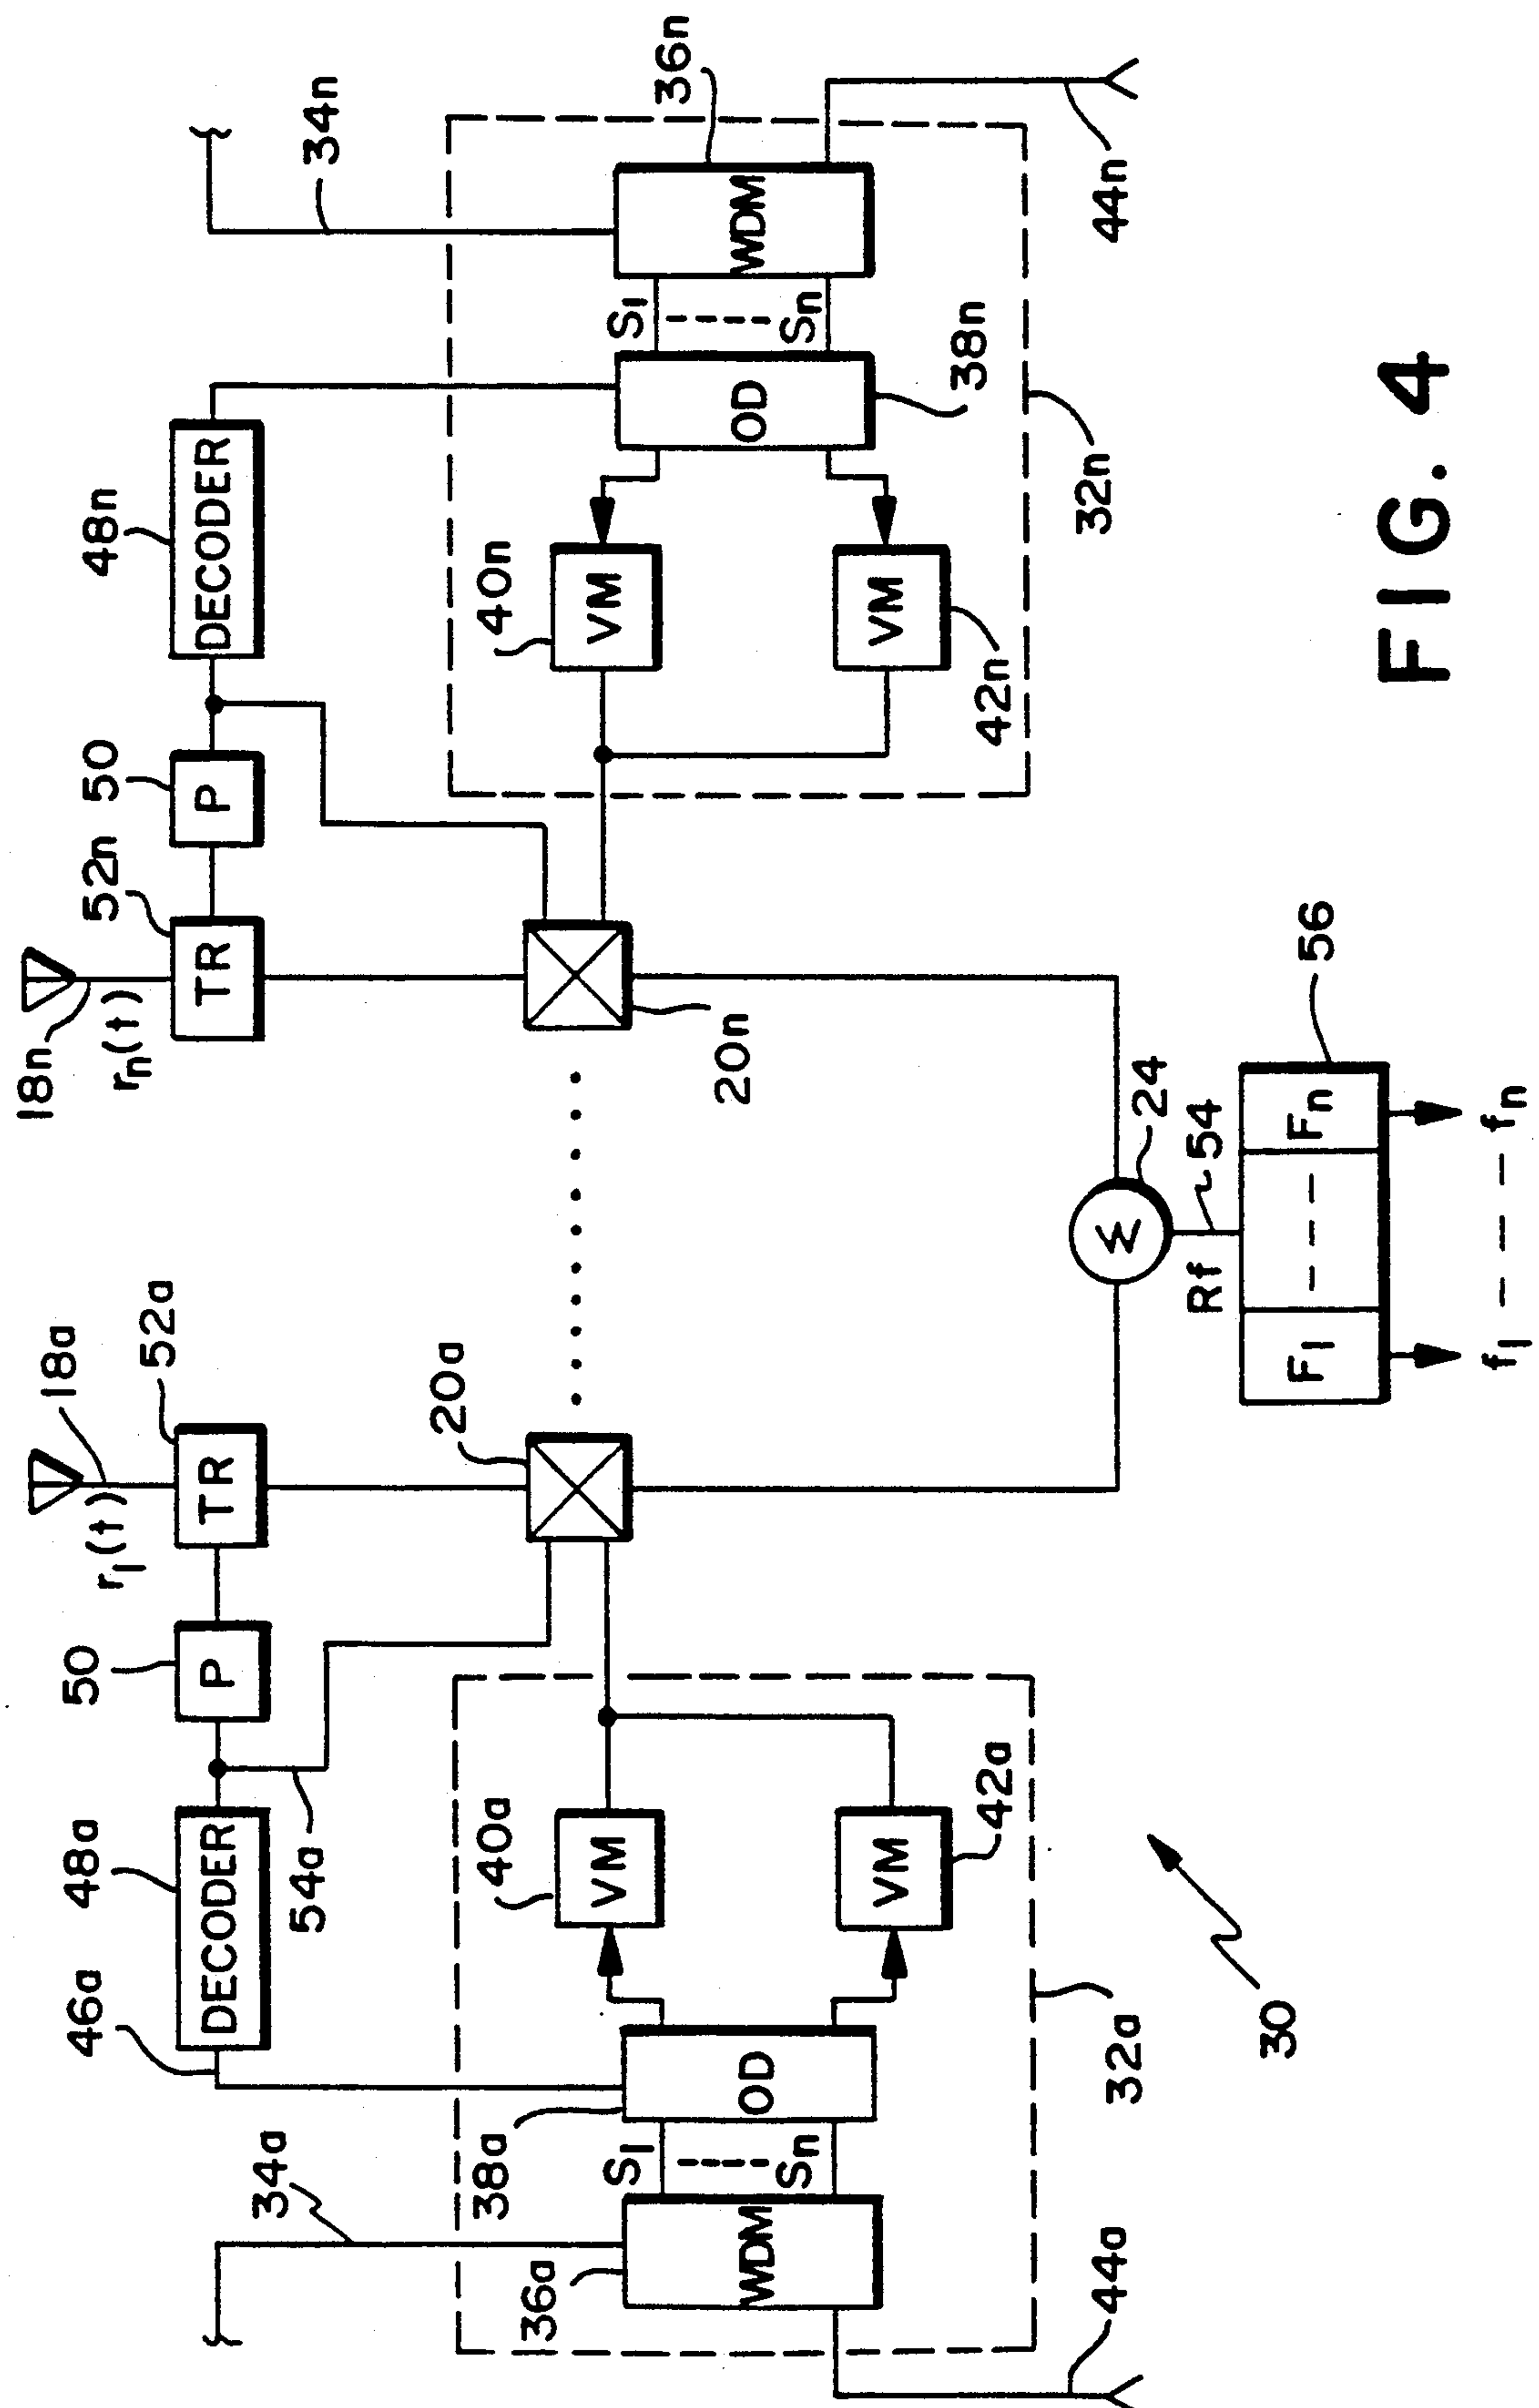 18a
18n
46a
48a
50
r₁(t)
52a
rₙ(t)
52n
50
48n
DECODER
P
TR
TR
P
DECODER
34a
54a
34n
20a
38a
40a
40n
36n
136a
S₁
VM
VM
S₁
WDM
OD
20n
OD
WDM
Sₙ
VM
VM
Sₙ
42a
42n
38n
44a
32a
Σ
24
32n
44n
30
Rf
54
F₁ --- Fₙ
56
f₁ --- fₙ
FIG. 4